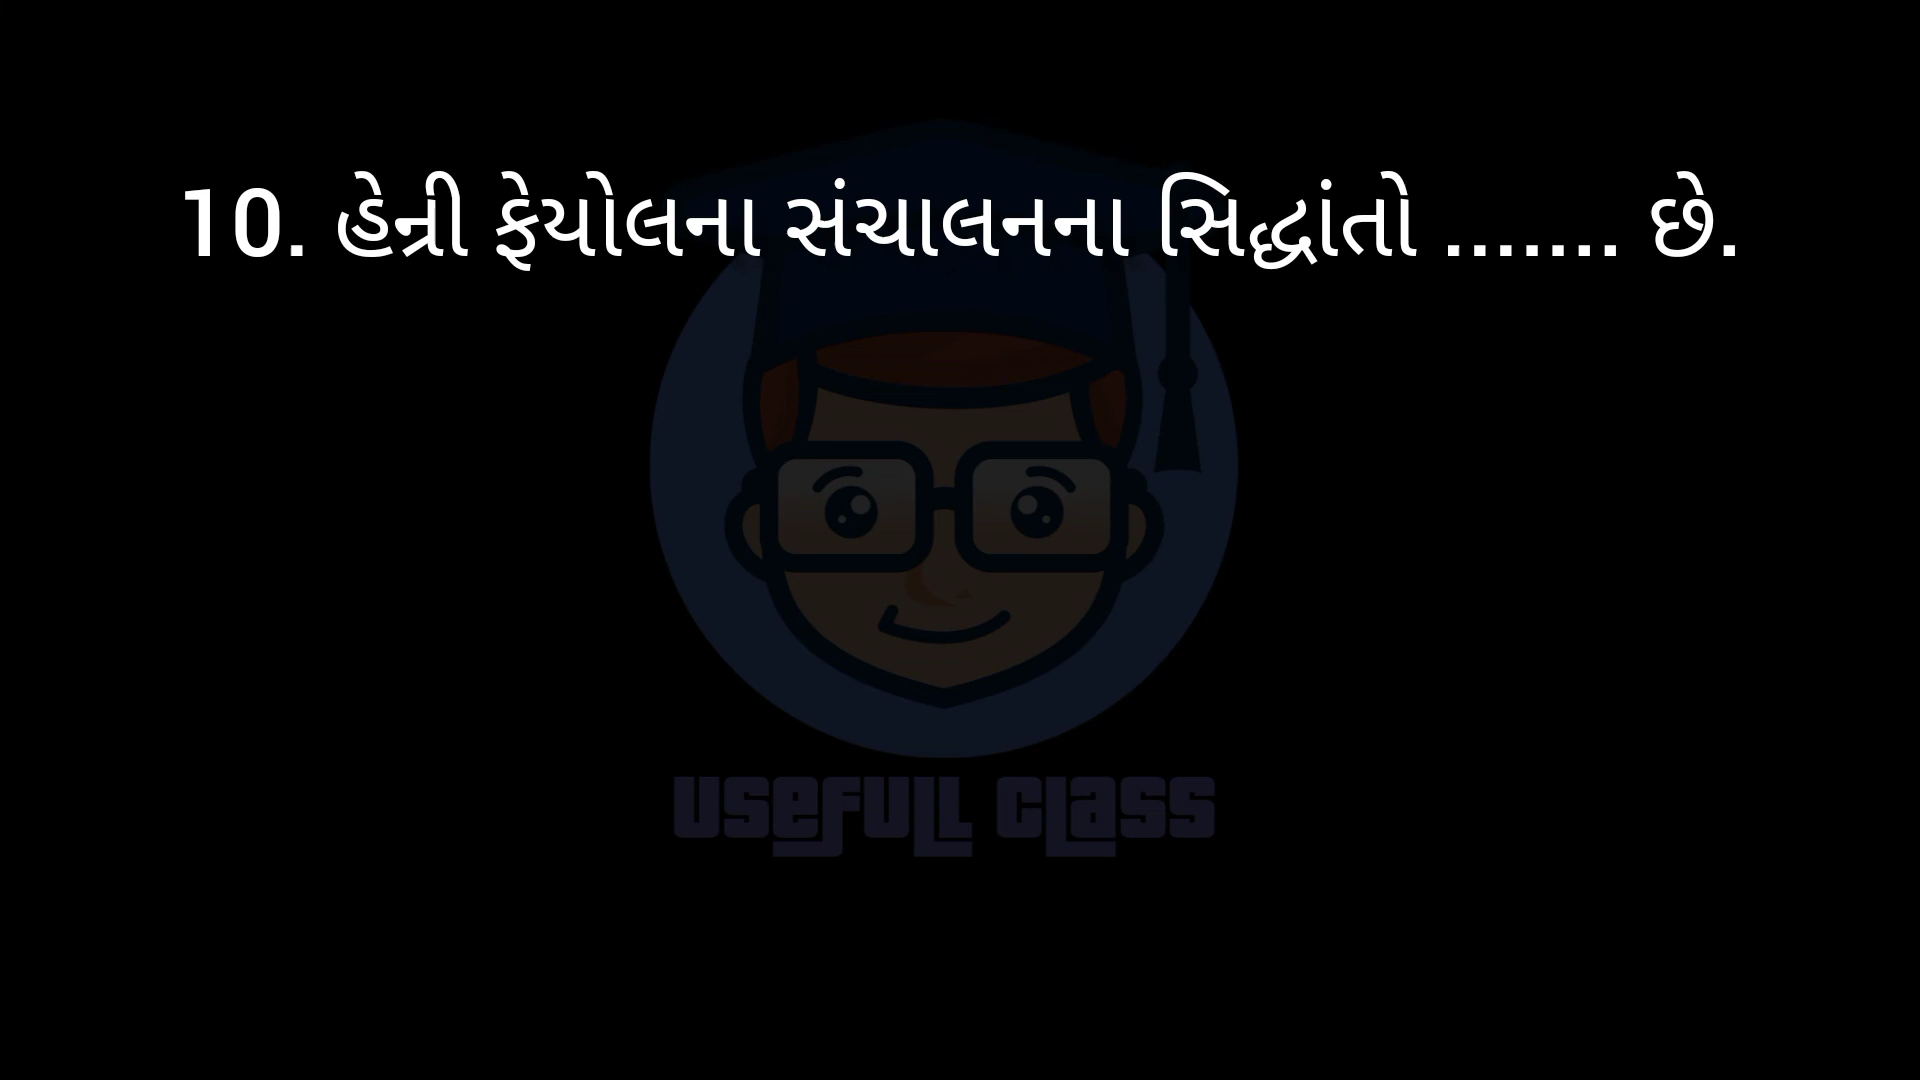 10. હેન્રી ફેયોલના સંચાલનના સિદ્ધાંતો ....... છે.
USEFULL CLASS